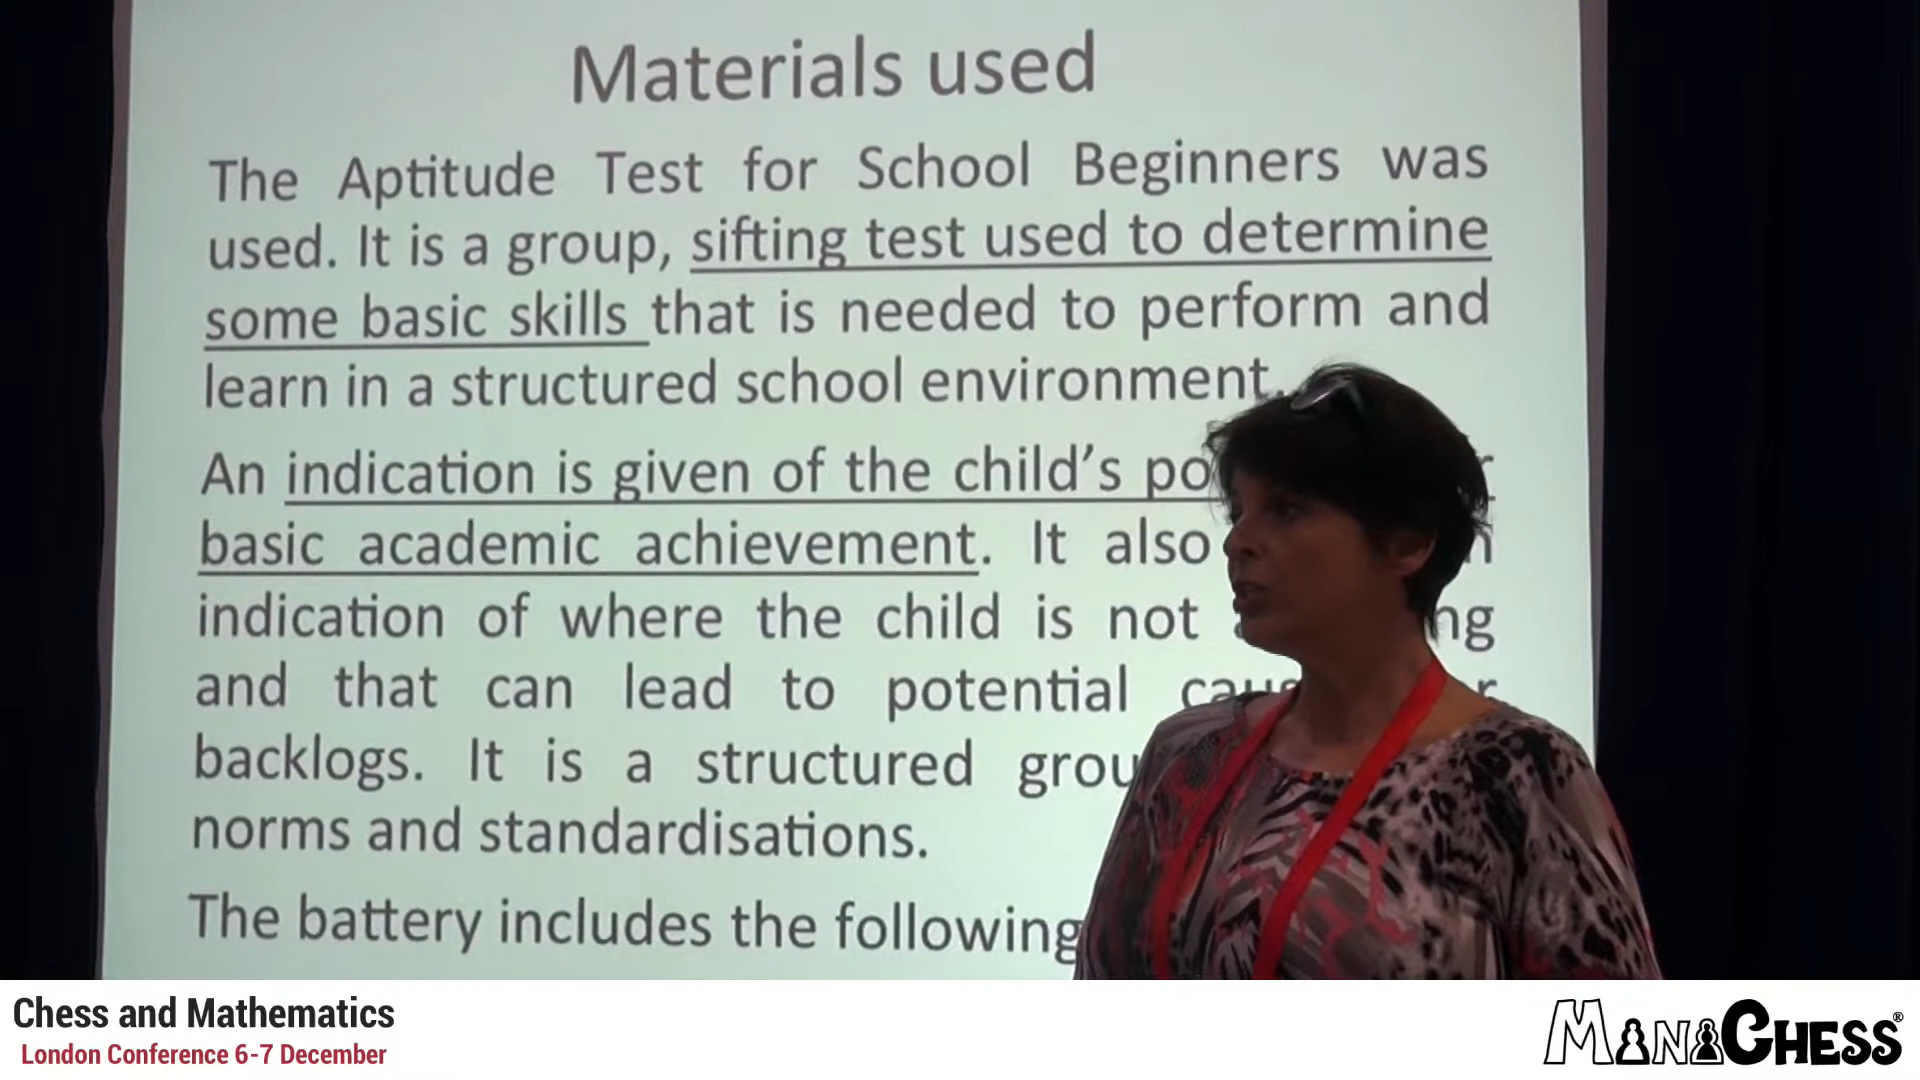 Materials used
The Aptitude Test for School Beginners was
used. It is a group, sifting test used to determine
some basic skills that is needed to perform and
learn in a structured school environment.
An indication is given of the child's
basic academic achievement. It also
indication of where the child is not
and that can lead to potential
backlogs. It is a structured
norms and standardisations.
The battery includes the following
Chess and Mathematics
London Conference 6-7 December
MANACHESS®